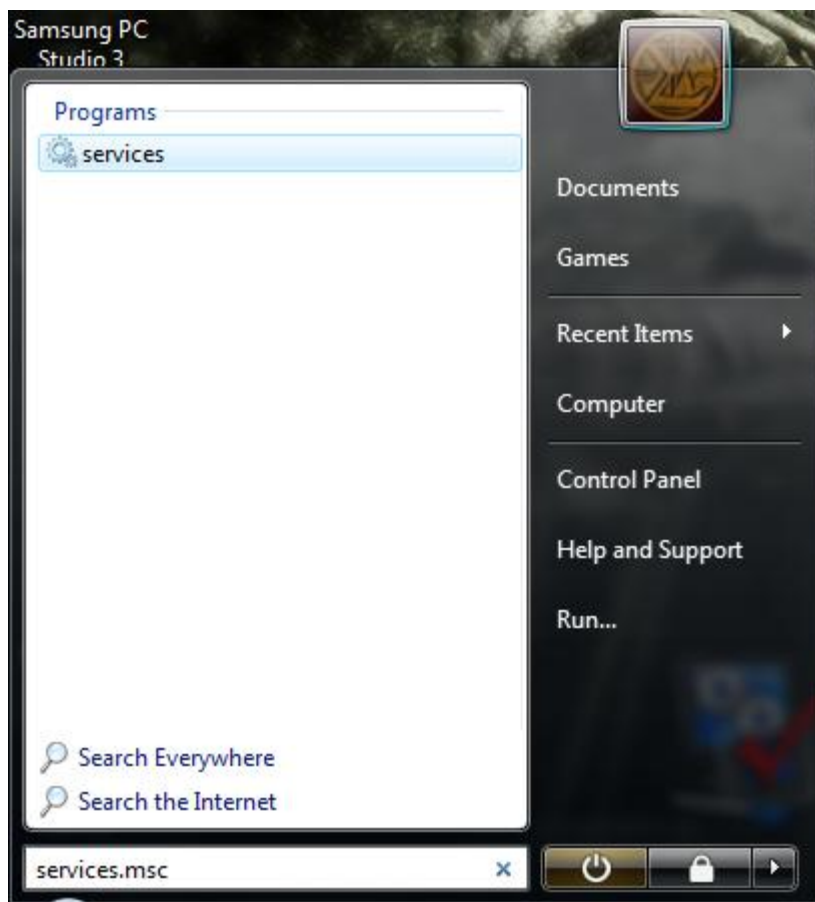 Samsung PC
Studio 3
Programs
services
Documents
Games
Recent Items
Computer
Control Panel
Help and Support
Run...
Search Everywhere
Search the Internet
services.msc